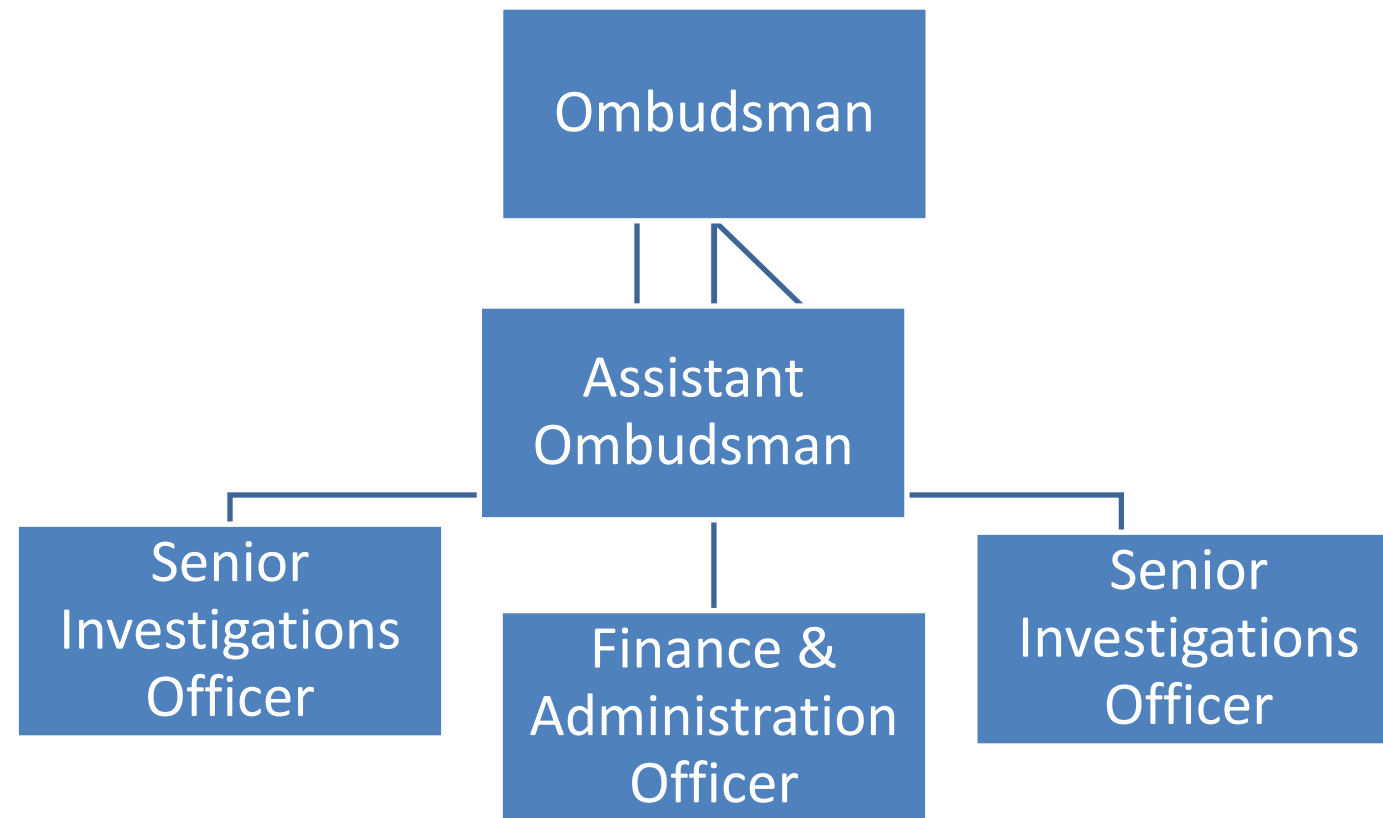 Ombudsman
Assistant
Ombudsman
Senior
Investigations
Officer
Finance &
Administration
Officer
Senior
Investigations
Officer